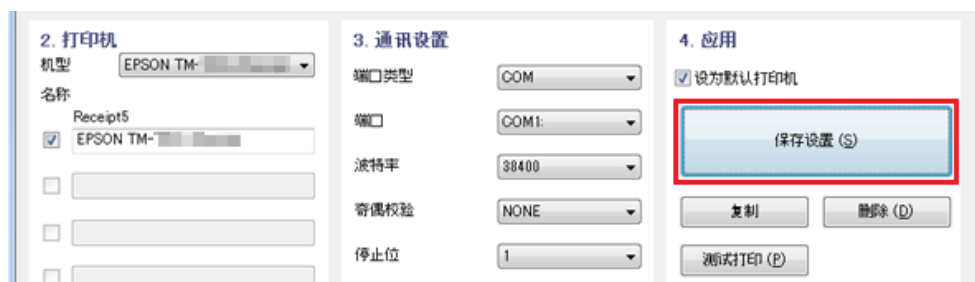 2. 打印机
机型
EPSON TM-
名称
Receipt5
EPSON TM-
3. 通讯设置
端口类型
COM
端口
COM1:
波特率
38400
奇偶校验
NONE
停止位
1
4. 应用
设为默认打印机
保存设置 (S)
复制
删除 (D)
测试打印 (P)